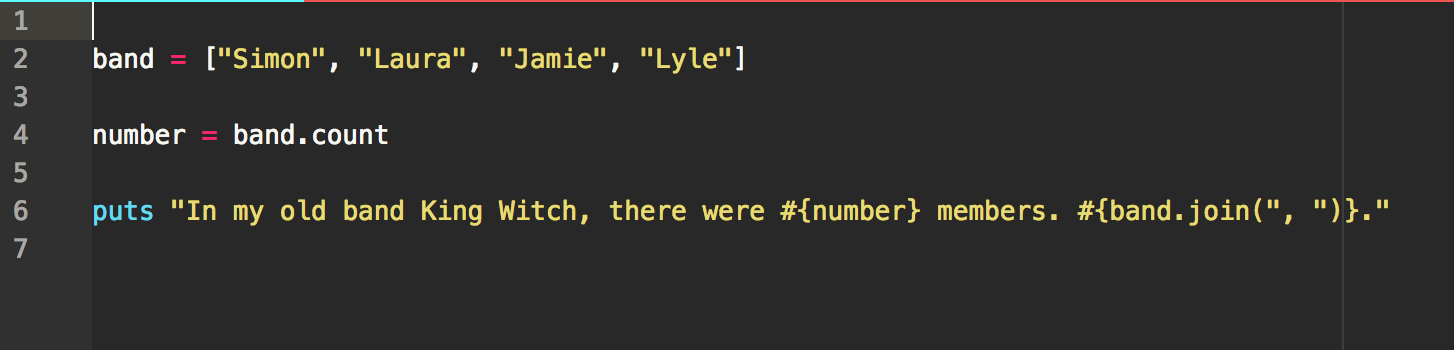 1
2 band = ["Simon", "Laura", "Jamie", "Lyle"]
3
4 number = band.count
5
6 puts "In my old band King Witch, there were #{number} members. #{band.join(", ")}."
7